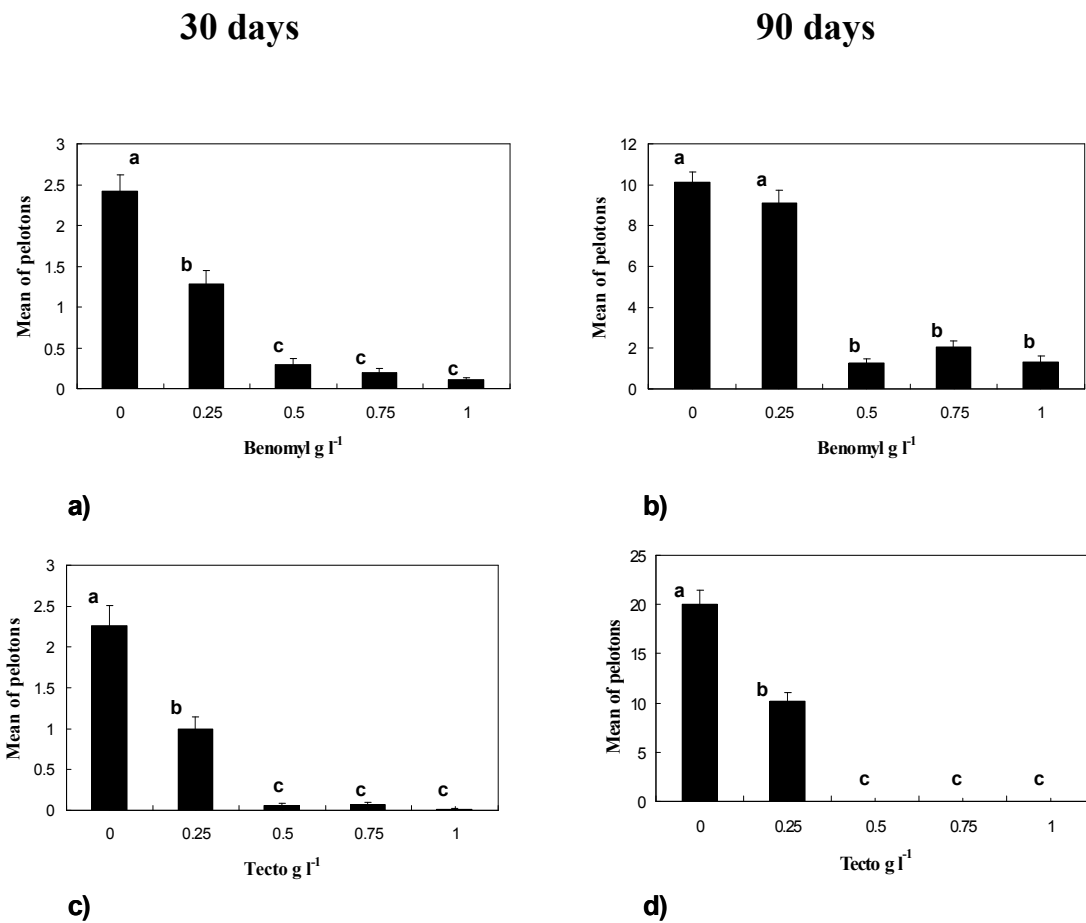 30 days
90 days
3
2.5
2
1.5
1
0.5
0
Mean of pelotons
a
b
c
c
c
0 0.25 0.5 0.75 1
Benomyl g l⁻¹
a)
12
10
8
6
4
2
0
Mean of pelotons
a
a
b
b
b
0 0.25 0.5 0.75 1
Benomyl g l⁻¹
b)
3
2.5
2
1.5
1
0.5
0
Mean of pelotons
a
b
c
c
c
0 0.25 0.5 0.75 1
Tecto g l⁻¹
c)
25
20
15
10
5
0
Mean of pelotons
a
b
c
c
c
0 0.25 0.5 0.75 1
Tecto g l⁻¹
d)